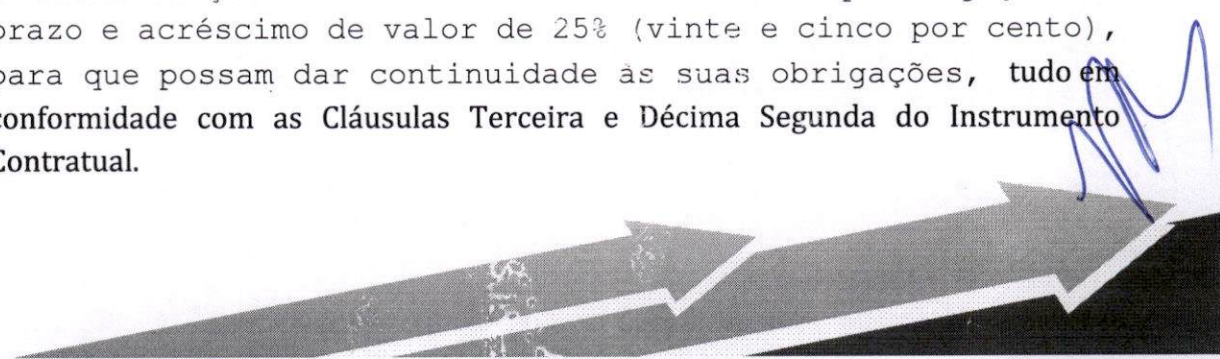 prazo e acréscimo de valor de 25% (vinte e cinco por cento),
para que possam dar continuidade às suas obrigações, tudo em
conformidade com as Cláusulas Terceira e Décima Segunda do Instrumento
Contratual.